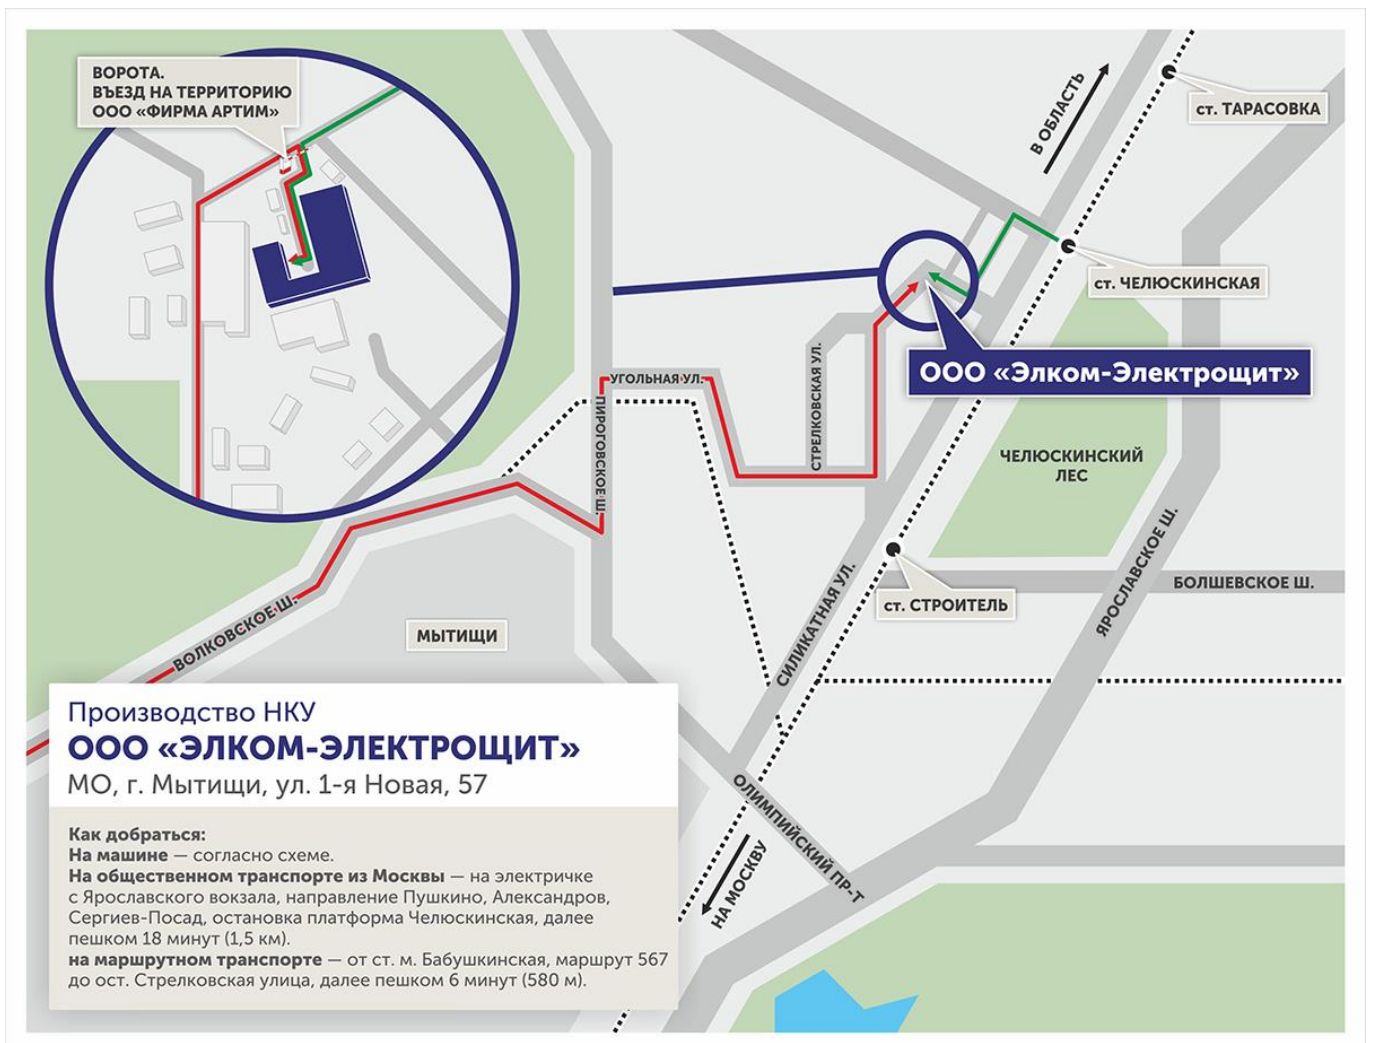 ВОРОТА.
ВЪЕЗД НА ТЕРРИТОРИЮ
ООО «ФИРМА АРТИМ»
В ОБЛАСТЬ
ст. ТАРАСОВКА
ст. ЧЕЛЮСКИНСКАЯ
ООО «Элком-Электрощит»
УГОЛЬНАЯ УЛ.
ПИРОГОВСКОЕ Ш.
СТРЕЛКОВСКАЯ УЛ.
ЧЕЛЮСКИНСКИЙ
ЛЕС
ЯРОСЛАВСКОЕ Ш.
БОЛШЕВСКОЕ Ш.
ст. СТРОИТЕЛЬ
СИЛИКАТНАЯ УЛ.
ВОЛКОВСКОЕ Ш.
МЫТИЩИ
ОЛИМПИЙСКИЙ ПР-Т
НА МОСКВУ
Производство НКУ
ООО «ЭЛКОМ-ЭЛЕКТРОЩИТ»
МО, г. Мытищи, ул. 1-я Новая, 57
Как добраться:
На машине — согласно схеме.
На общественном транспорте из Москвы — на электричке
с Ярославского вокзала, направление Пушкино, Александров,
Сергиев-Посад, остановка платформа Челюскинская, далее
пешком 18 минут (1,5 км).
на маршрутном транспорте — от ст. м. Бабушкинская, маршрут 567
до ост. Стрелковская улица, далее пешком 6 минут (580 м).